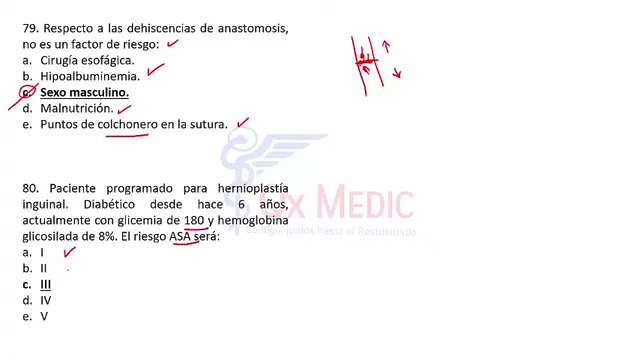 79. Respecto a las dehiscencias de anastomosis,
no es un factor de riesgo:
a. Cirugía esofágica.
b. Hipoalbuminemia.
c. Sexo masculino.
d. Malnutrición.
e. Puntos de colchonero en la sutura.
80. Paciente programado para hernioplastía
inguinal. Diabético desde hace 6 años,
actualmente con glicemia de 180 y hemoglobina
glicosilada de 8%. El riesgo ASA será:
a. I
b. II
c. III
d. IV
e. V
Qx MEDIC
Contigo, juntos hasta el Residentado